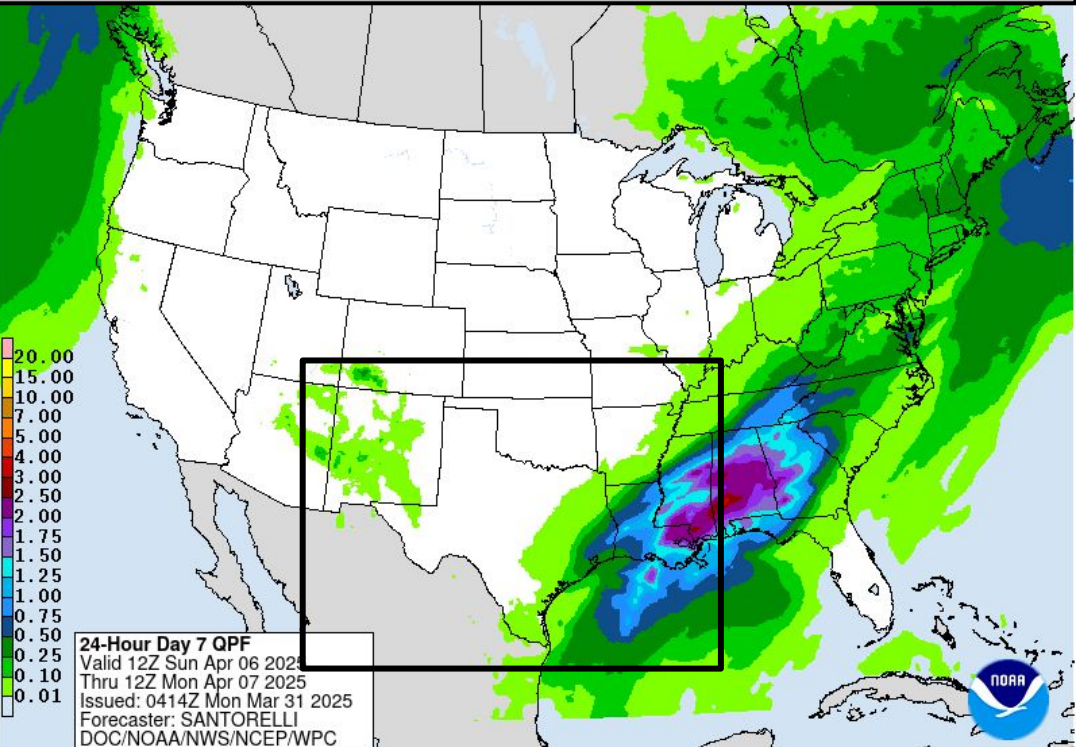 20.00
15.00
10.00
7.00
5.00
4.00
3.00
2.50
2.00
1.75
1.50
1.25
1.00
0.75
0.50
0.25
0.10
0.01
24-Hour Day 7 QPF
Valid 12Z Sun Apr 06 2025
Thru 12Z Mon Apr 07 2025
Issued: 0414Z Mon Mar 31 2025
Forecaster: SANTORELLI
DOC/NOAA/NWS/NCEP/WPC
NOAA